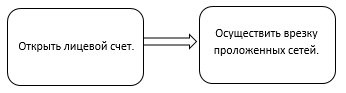 Открыть лицевой счет.
Осуществить врезку
проложенных сетей.